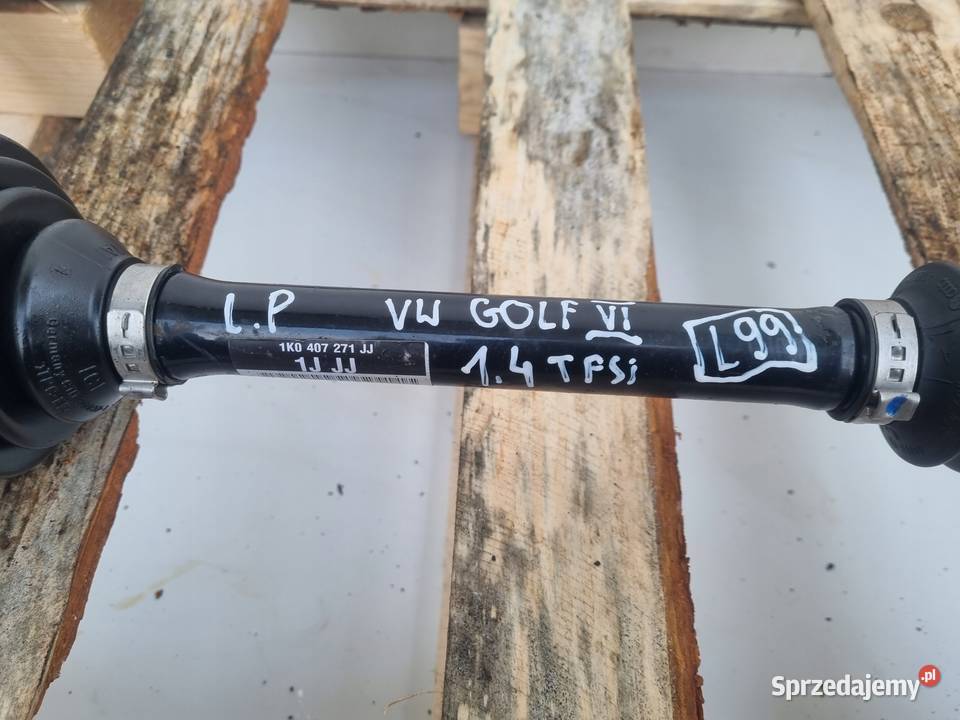 L.P VW GOLF VI
1.4 TFSi
L99
1K0 407 271 JJ
1J JJ
Sprzedajemy.pl